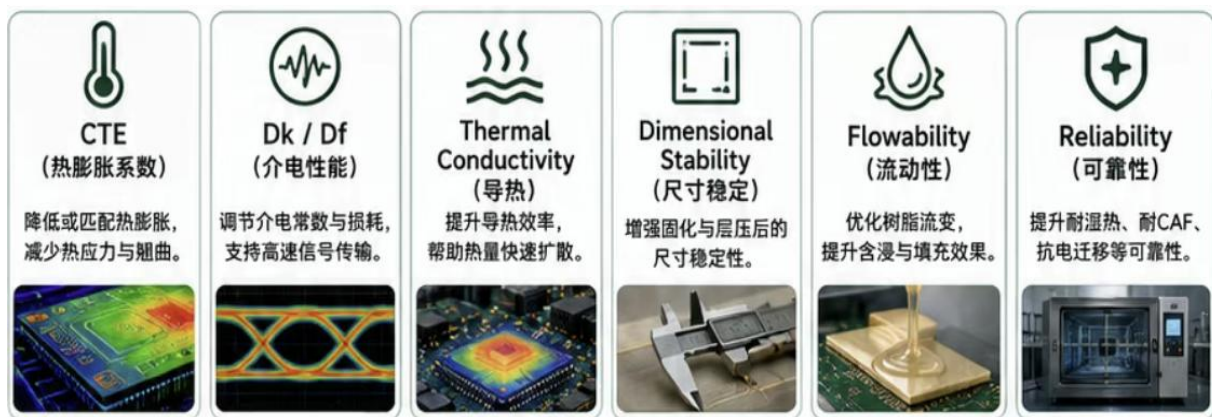 CTE
(热膨胀系数)
降低或匹配热膨胀，
减少热应力与翘曲。
Dk / Df
(介电性能)
调节介电常数与损耗，
支持高速信号传输。
Thermal
Conductivity
(导热)
提升导热效率，
帮助热量快速扩散。
Dimensional
Stability
(尺寸稳定)
增强固化与层压后的
尺寸稳定性。
Flowability
(流动性)
优化树脂流变，
提升含浸与填充效果。
Reliability
(可靠性)
提升耐湿热、耐CAF、
抗电迁移等可靠性。